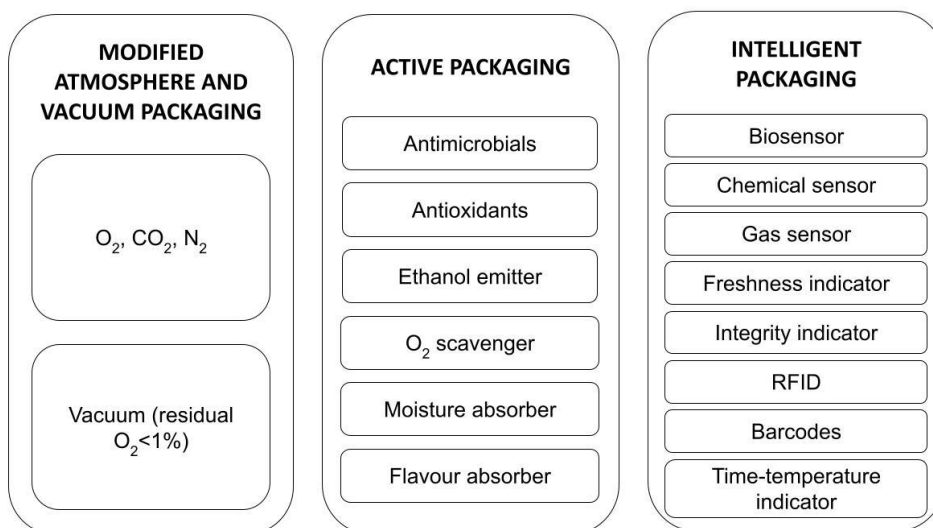 MODIFIED
ATMOSPHERE AND
VACUUM PACKAGING
O₂, CO₂, N₂
Vacuum (residual
O₂<1%)
ACTIVE PACKAGING
Antimicrobials
Antioxidants
Ethanol emitter
O₂ scavenger
Moisture absorber
Flavour absorber
INTELLIGENT
PACKAGING
Biosensor
Chemical sensor
Gas sensor
Freshness indicator
Integrity indicator
RFID
Barcodes
Time-temperature
indicator